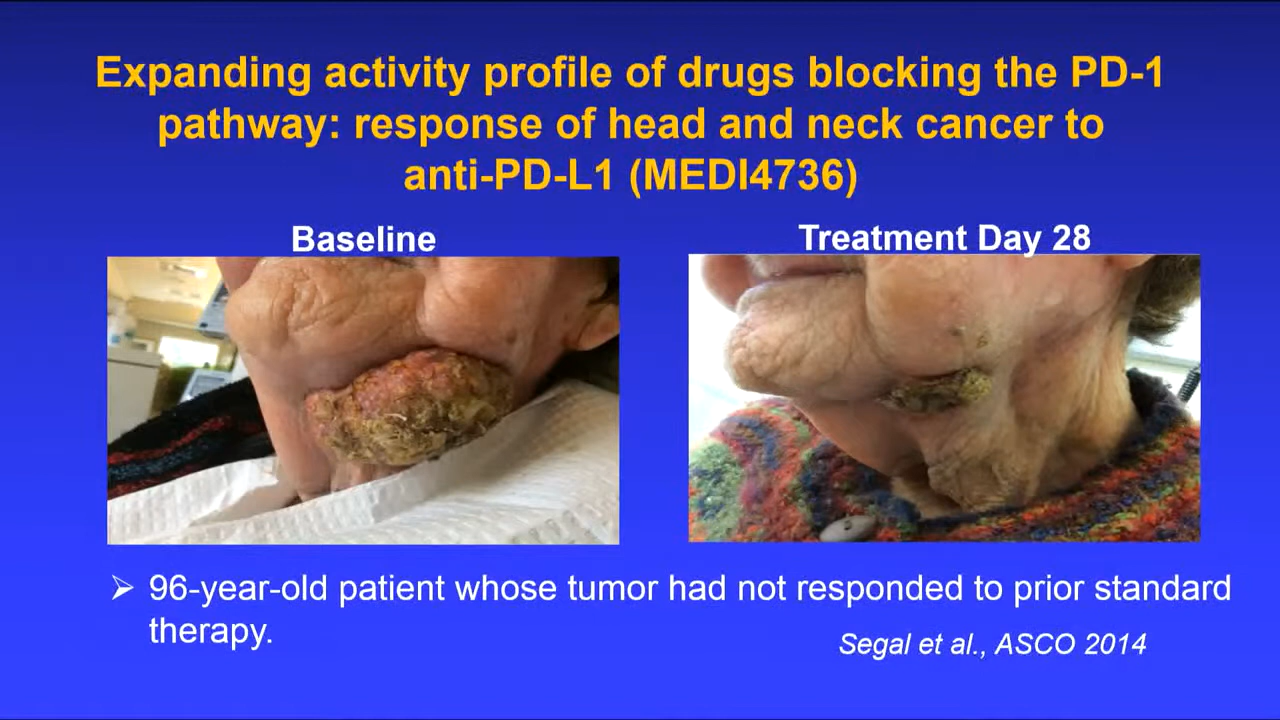 Expanding activity profile of drugs blocking the PD-1
pathway: response of head and neck cancer to
anti-PD-L1 (MEDI4736)
Baseline
Treatment Day 28
➢ 96-year-old patient whose tumor had not responded to prior standard
therapy.
Segal et al., ASCO 2014